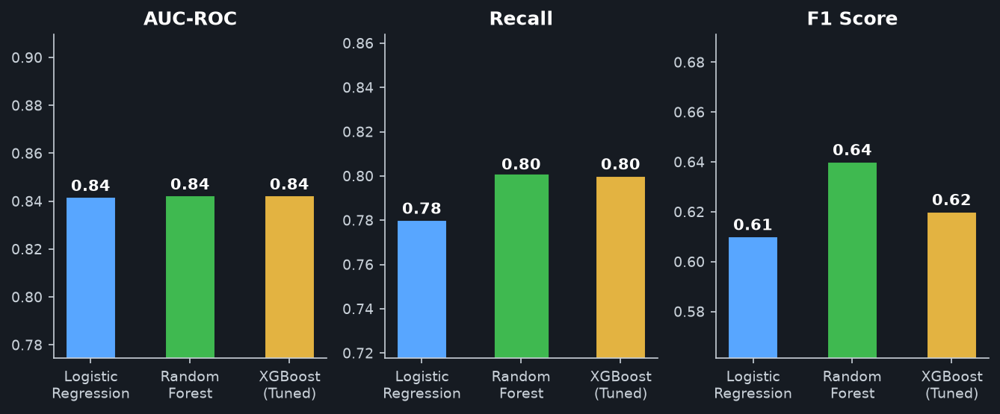 AUC-ROC
0.90
0.88
0.86
0.84
0.82
0.80
0.78
0.84
0.84
0.84
Logistic
Regression
Random
Forest
XGBoost
(Tuned)
Recall
0.86
0.84
0.82
0.80
0.78
0.76
0.74
0.72
0.78
0.80
0.80
Logistic
Regression
Random
Forest
XGBoost
(Tuned)
F1 Score
0.68
0.66
0.64
0.62
0.60
0.58
0.61
0.64
0.62
Logistic
Regression
Random
Forest
XGBoost
(Tuned)